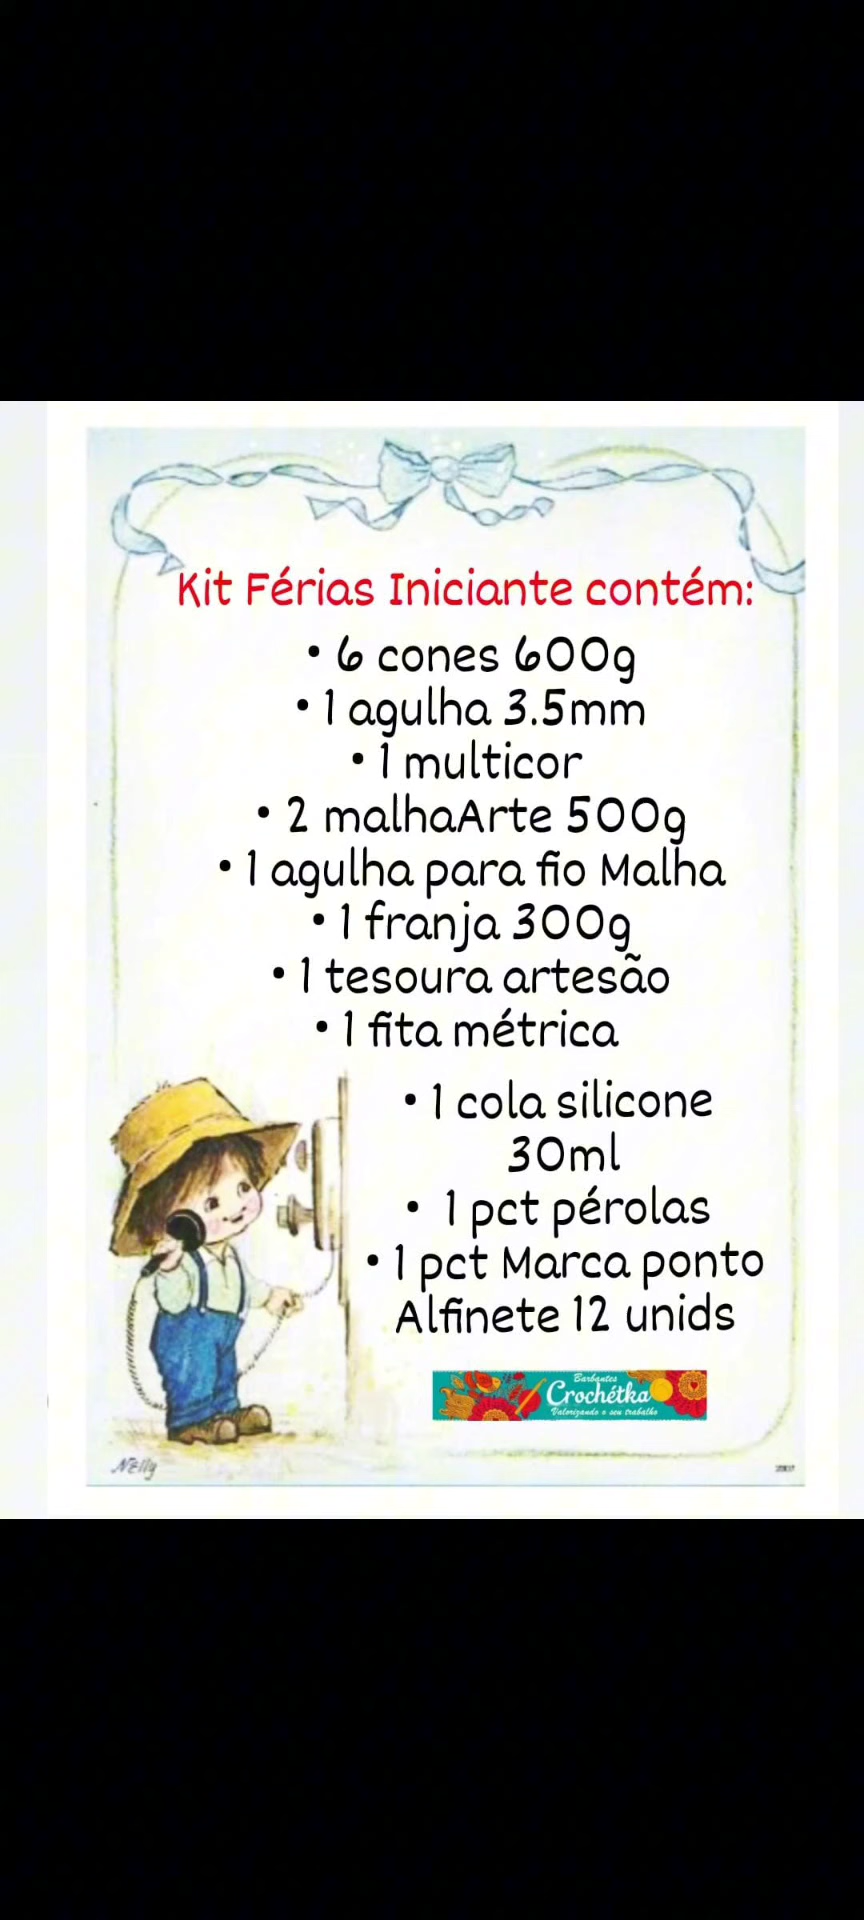 Kit Férias Iniciante contém:
• 6 cones 600g
• 1 agulha 3.5mm
• 1 multicor
• 2 malhaArte 500g
• 1 agulha para fio Malha
• 1 franja 300g
• 1 tesoura artesão
• 1 fita métrica
• 1 cola silicone
30ml
• 1 pct pérolas
• 1 pct Marca ponto
Alfinete 12 unids
Barbantes
Crochétka
Valorizando o seu trabalho
Nelly